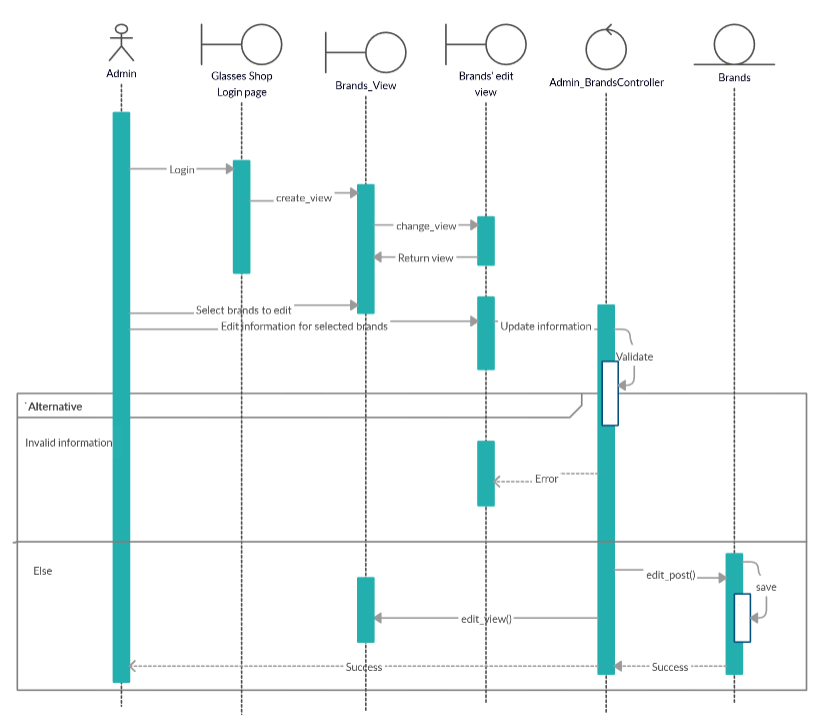 Admin
Glasses Shop
Login page
Brands_View
Brands' edit
view
Admin_BrandsController
Brands
Login
create_view
change_view
Return view
Select brands to edit
Edit information for selected brands
Update information
Validate
Alternative
Invalid information
Error
Else
edit_post()
save
edit_view()
Success
Success